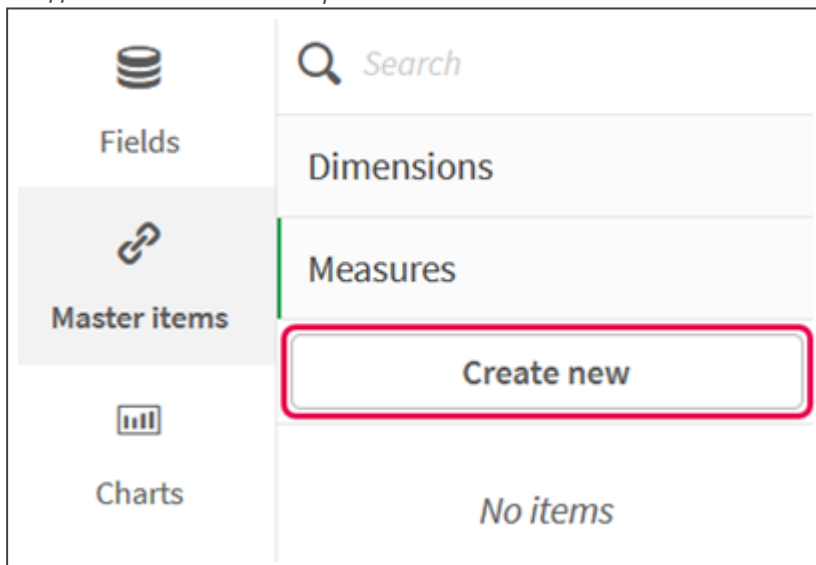 Search
Fields
Dimensions
Measures
Master items
Create new
Charts
No items